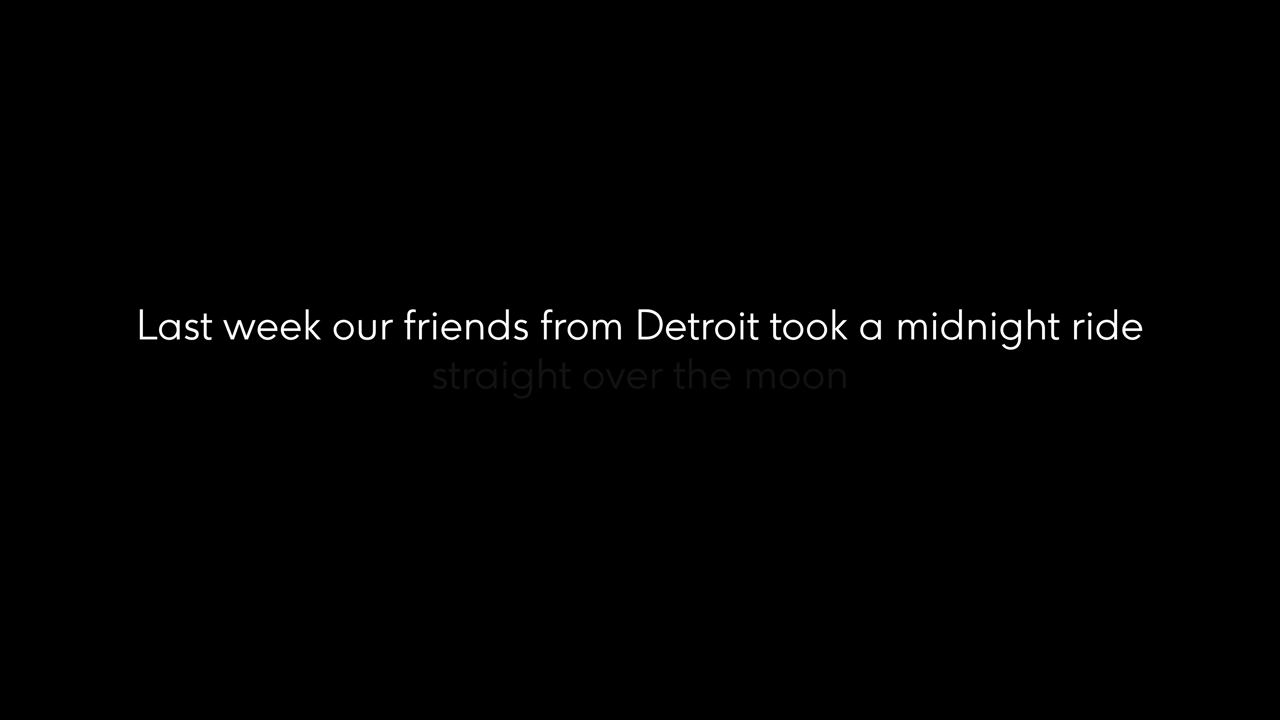 Last week our friends from Detroit took a midnight ride
straight over the moon